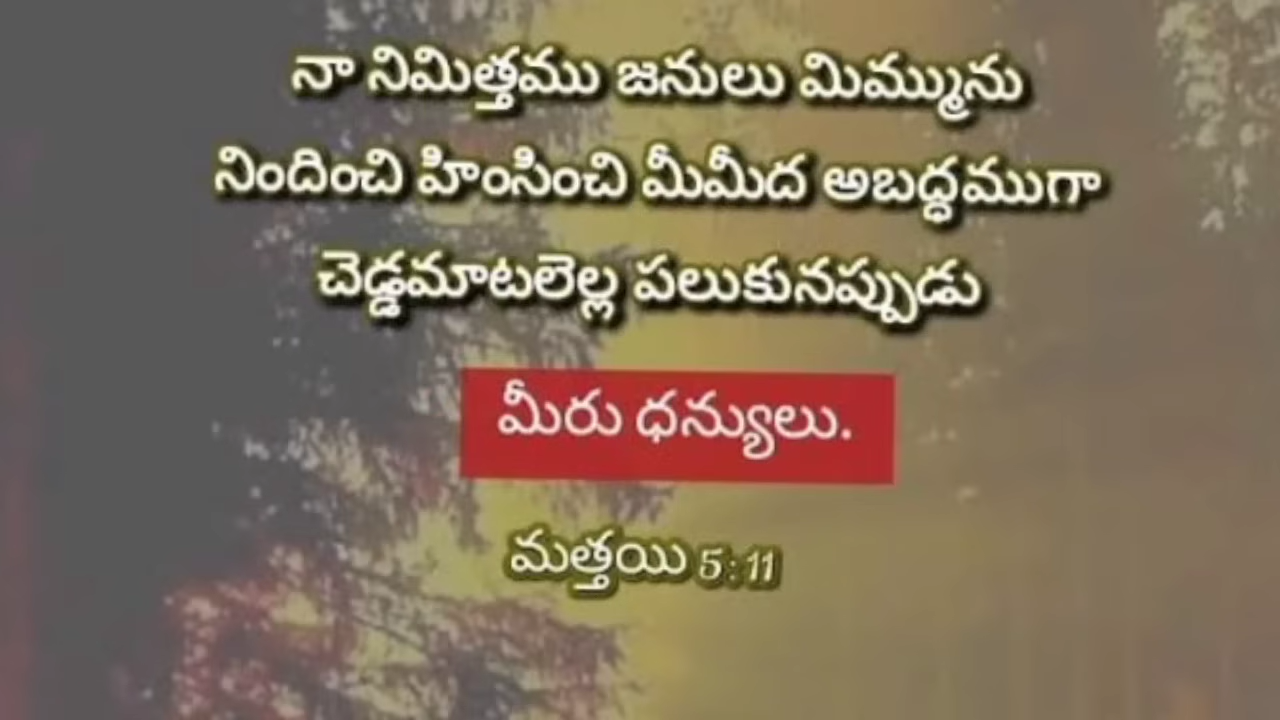 నా నిమిత్తము జనులు మిమ్మును
నిందించి హింసించి మీమీద అబద్ధముగా
చెడ్డమాటలెల్ల పలుకునప్పుడు
మీరు ధన్యులు.
మత్తయి 5:11